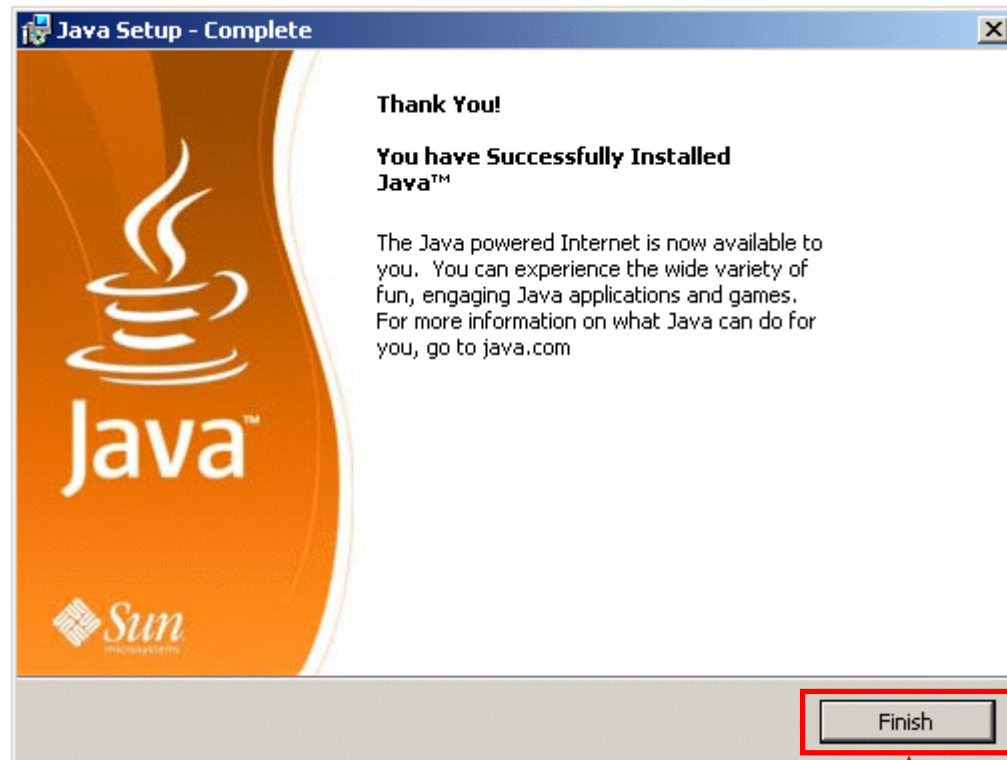 Java Setup - Complete
Thank You!
You have Successfully Installed
Java™
The Java powered Internet is now available to
you. You can experience the wide variety of
fun, engaging Java applications and games.
For more information on what Java can do for
you, go to java.com
Java™
Sun
microsystems
Finish